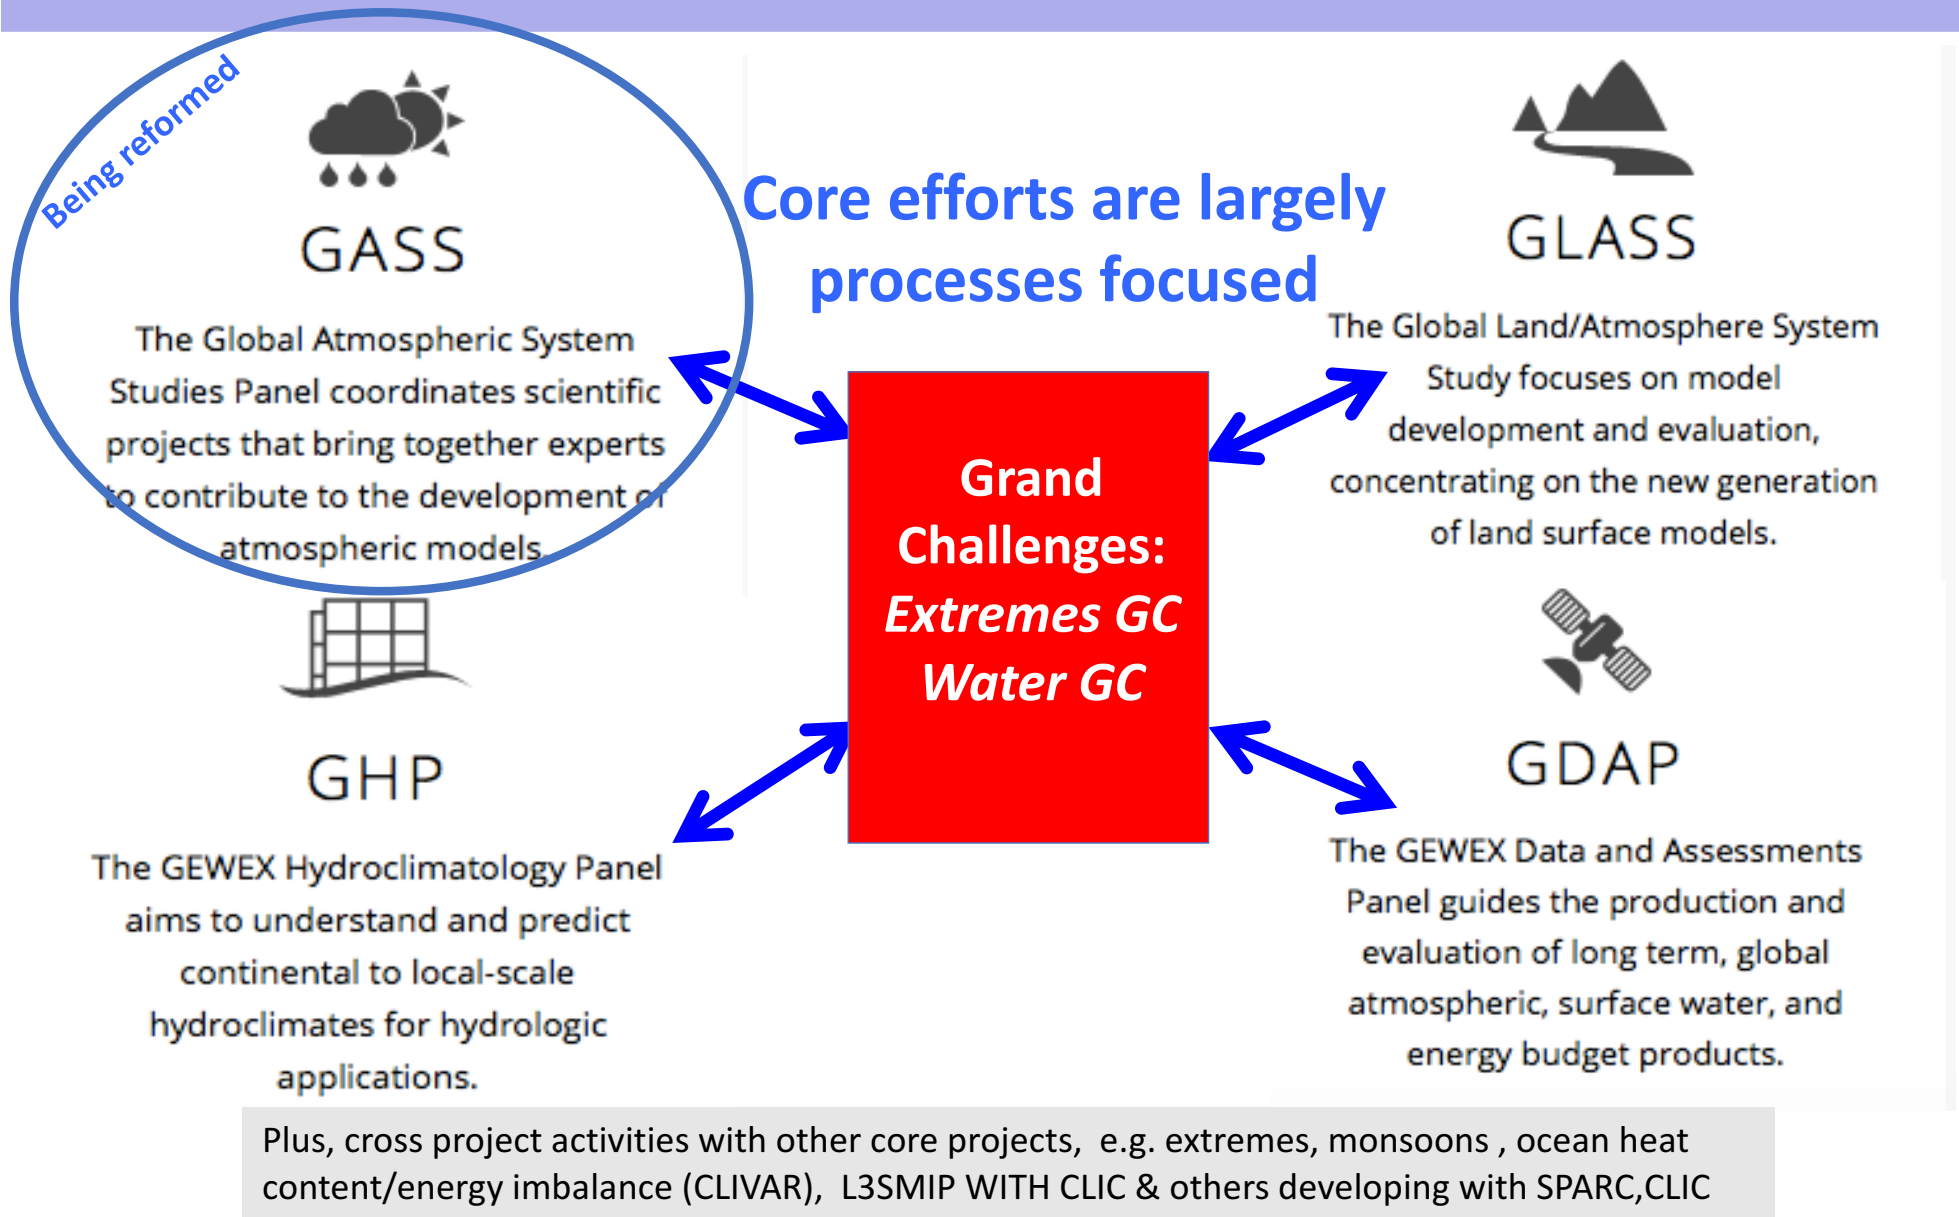 Being reformed
GASS
The Global Atmospheric System
Studies Panel coordinates scientific
projects that bring together experts
to contribute to the development of
atmospheric models.
Core efforts are largely
processes focused
GLASS
The Global Land/Atmosphere System
Study focuses on model
development and evaluation,
concentrating on the new generation
of land surface models.
Grand
Challenges:
Extremes GC
Water GC
GHP
The GEWEX Hydroclimatology Panel
aims to understand and predict
continental to local-scale
hydroclimates for hydrologic
applications.
GDAP
The GEWEX Data and Assessments
Panel guides the production and
evaluation of long term, global
atmospheric, surface water, and
energy budget products.
Plus, cross project activities with other core projects,  e.g. extremes, monsoons , ocean heat
content/energy imbalance (CLIVAR),  L3SMIP WITH CLIC & others developing with SPARC,CLIC